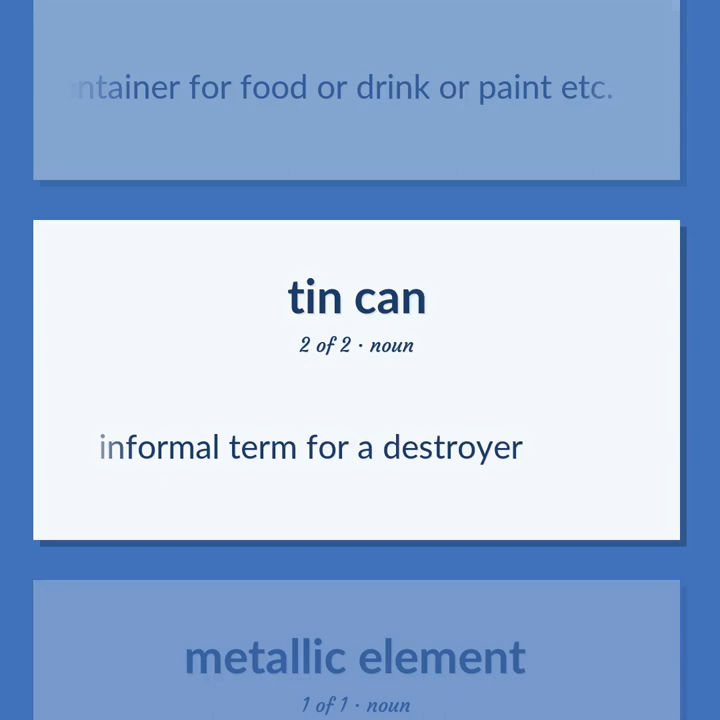 for food or drink or paint etc.
tin can
2 of 2 · noun
informal term for a destroyer
metallic element
1 of 1 · noun